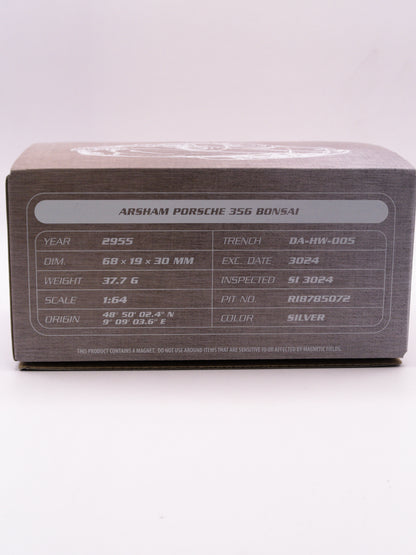 ARSHAM PORSCHE 356 BONSAI
YEAR 2955 TRENCH DA-HW-005
DIM. 68 x 19 x 30 MM EXC. DATE 3024
WEIGHT 37.7 G INSPECTED SI 3024
SCALE 1:64 PIT NO. R18785072
ORIGIN 48° 50' 02.4" N COLOR SILVER
9° 09' 03.6" E
THIS PRODUCT CONTAINS A MAGNET. DO NOT USE AROUND ITEMS THAT ARE SENSITIVE TO OR AFFECTED BY MAGNETIC FIELDS.